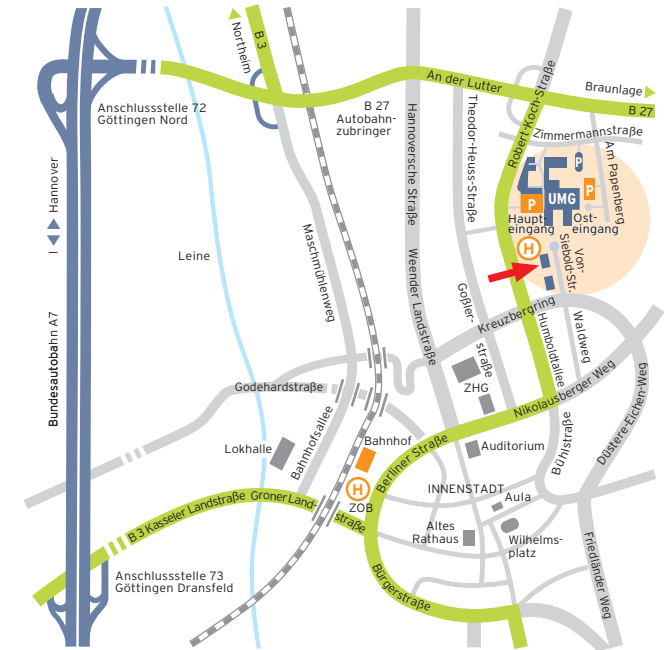 Northeim
B 3
An der Lutter
Braunlage
B 27
Anschlussstelle 72
Göttingen Nord
B 27
Autobahn-
zubringer
Hannoversche Straße
Theodor-Heuss-Straße
Robert-Koch-Straße
Zimmermannstraße
Am Papenberg
P
P
P
UMG
Haupt-
eingang
Ost-
eingang
H
Von-
Siebold-Str.
I
Hannover
Leine
Maschmühlenweg
Weender Landstraße
Goßler-
straße
Kreuzbergring
Humboldtallee
Waldweg
Bundesautobahn A7
ZHG
Nikolausberger Weg
Düstere-Eichen-Weg
Godehardstraße
Bahnhofsallee
Lokhalle
Bahnhof
Berliner Straße
Auditorium
Bühlstraße
H
ZOB
INNENSTADT
Aula
B 3 Kasseler Landstraße
Groner Land-
straße
Altes
Rathaus
Wilhelms-
platz
Friedländer Weg
Anschlussstelle 73
Göttingen Dransfeld
Bürgerstraße